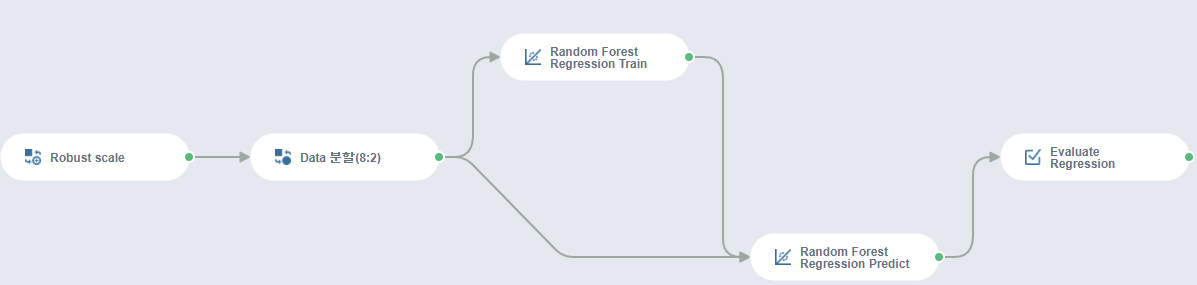 Robust scale
Data 분할(8:2)
Random Forest
Regression Train
Random Forest
Regression Predict
Evaluate
Regression